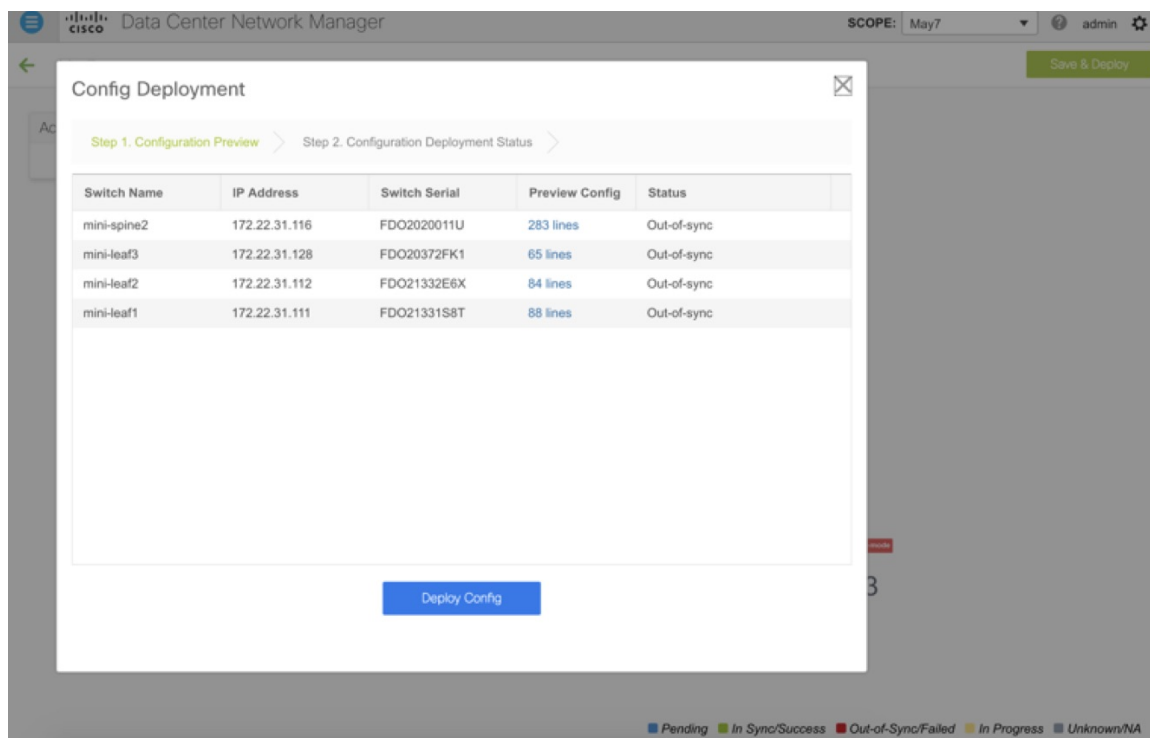 cisco Data Center Network Manager SCOPE: May7 admin
Save & Deploy
Config Deployment
Ac
Step 1. Configuration Preview Step 2. Configuration Deployment Status
Switch Name IP Address Switch Serial Preview Config Status
mini-spine2 172.22.31.116 FDO2020011U 283 lines Out-of-sync
mini-leaf3 172.22.31.128 FDO20372FK1 65 lines Out-of-sync
mini-leaf2 172.22.31.112 FDO21332E6X 84 lines Out-of-sync
mini-leaf1 172.22.31.111 FDO21331S8T 88 lines Out-of-sync
mode
3
Deploy Config
Pending In Sync/Success Out-of-Sync/Failed In Progress Unknown/NA